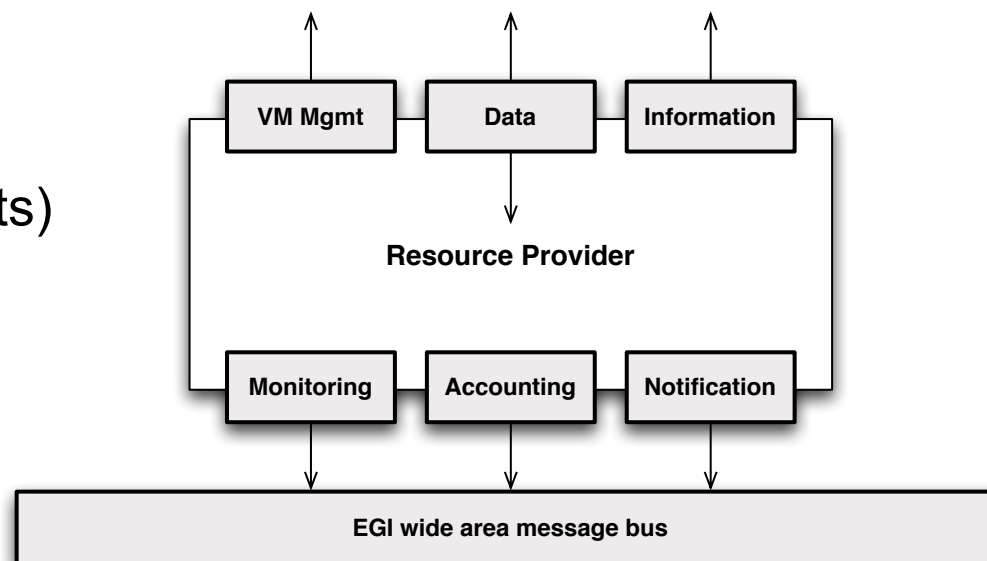 VM Mgmt Data Information
ts)
Resource Provider
Monitoring Accounting Notification
EGI wide area message bus